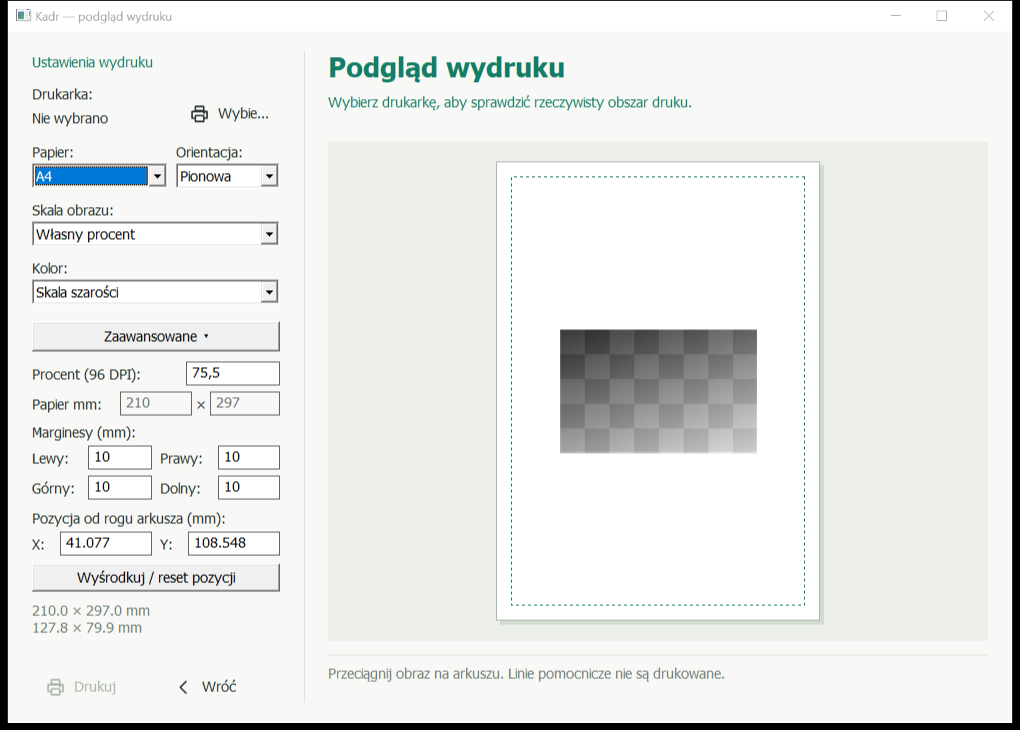 Kadr — podgląd wydruku
Ustawienia wydruku
Drukarka:
Nie wybrano
Wybie...
Papier:
Orientacja:
A4
Pionowa
Skala obrazu:
Własny procent
Kolor:
Skala szarości
Zaawansowane
Procent (96 DPI):
75,5
Papier mm:
210 × 297
Marginesy (mm):
Lewy: 10 Prawy: 10
Górny: 10 Dolny: 10
Pozycja od rogu arkusza (mm):
X: 41.077 Y: 108.548
Wyśrodkuj / reset pozycji
210.0 × 297.0 mm
127.8 × 79.9 mm
Drukuj
Wróć
Podgląd wydruku
Wybierz drukarkę, aby sprawdzić rzeczywisty obszar druku.
Przeciągnij obraz na arkuszu. Linie pomocnicze nie są drukowane.